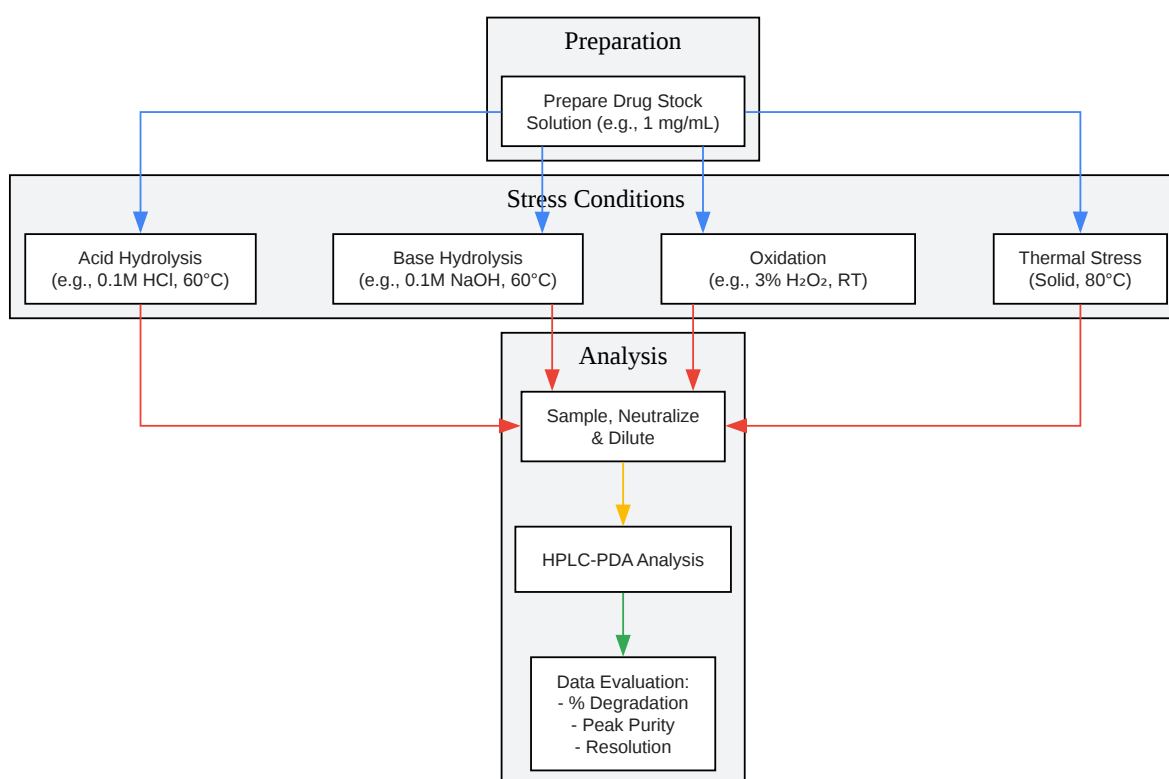 Preparation
Prepare Drug Stock
Solution (e.g., 1 mg/mL)
Stress Conditions
Acid Hydrolysis
(e.g., 0.1M HCl, 60°C)
Base Hydrolysis
(e.g., 0.1M NaOH, 60°C)
Oxidation
(e.g., 3% H₂O₂, RT)
Thermal Stress
(Solid, 80°C)
Analysis
Sample, Neutralize
& Dilute
HPLC-PDA Analysis
Data Evaluation:
- % Degradation
- Peak Purity
- Resolution